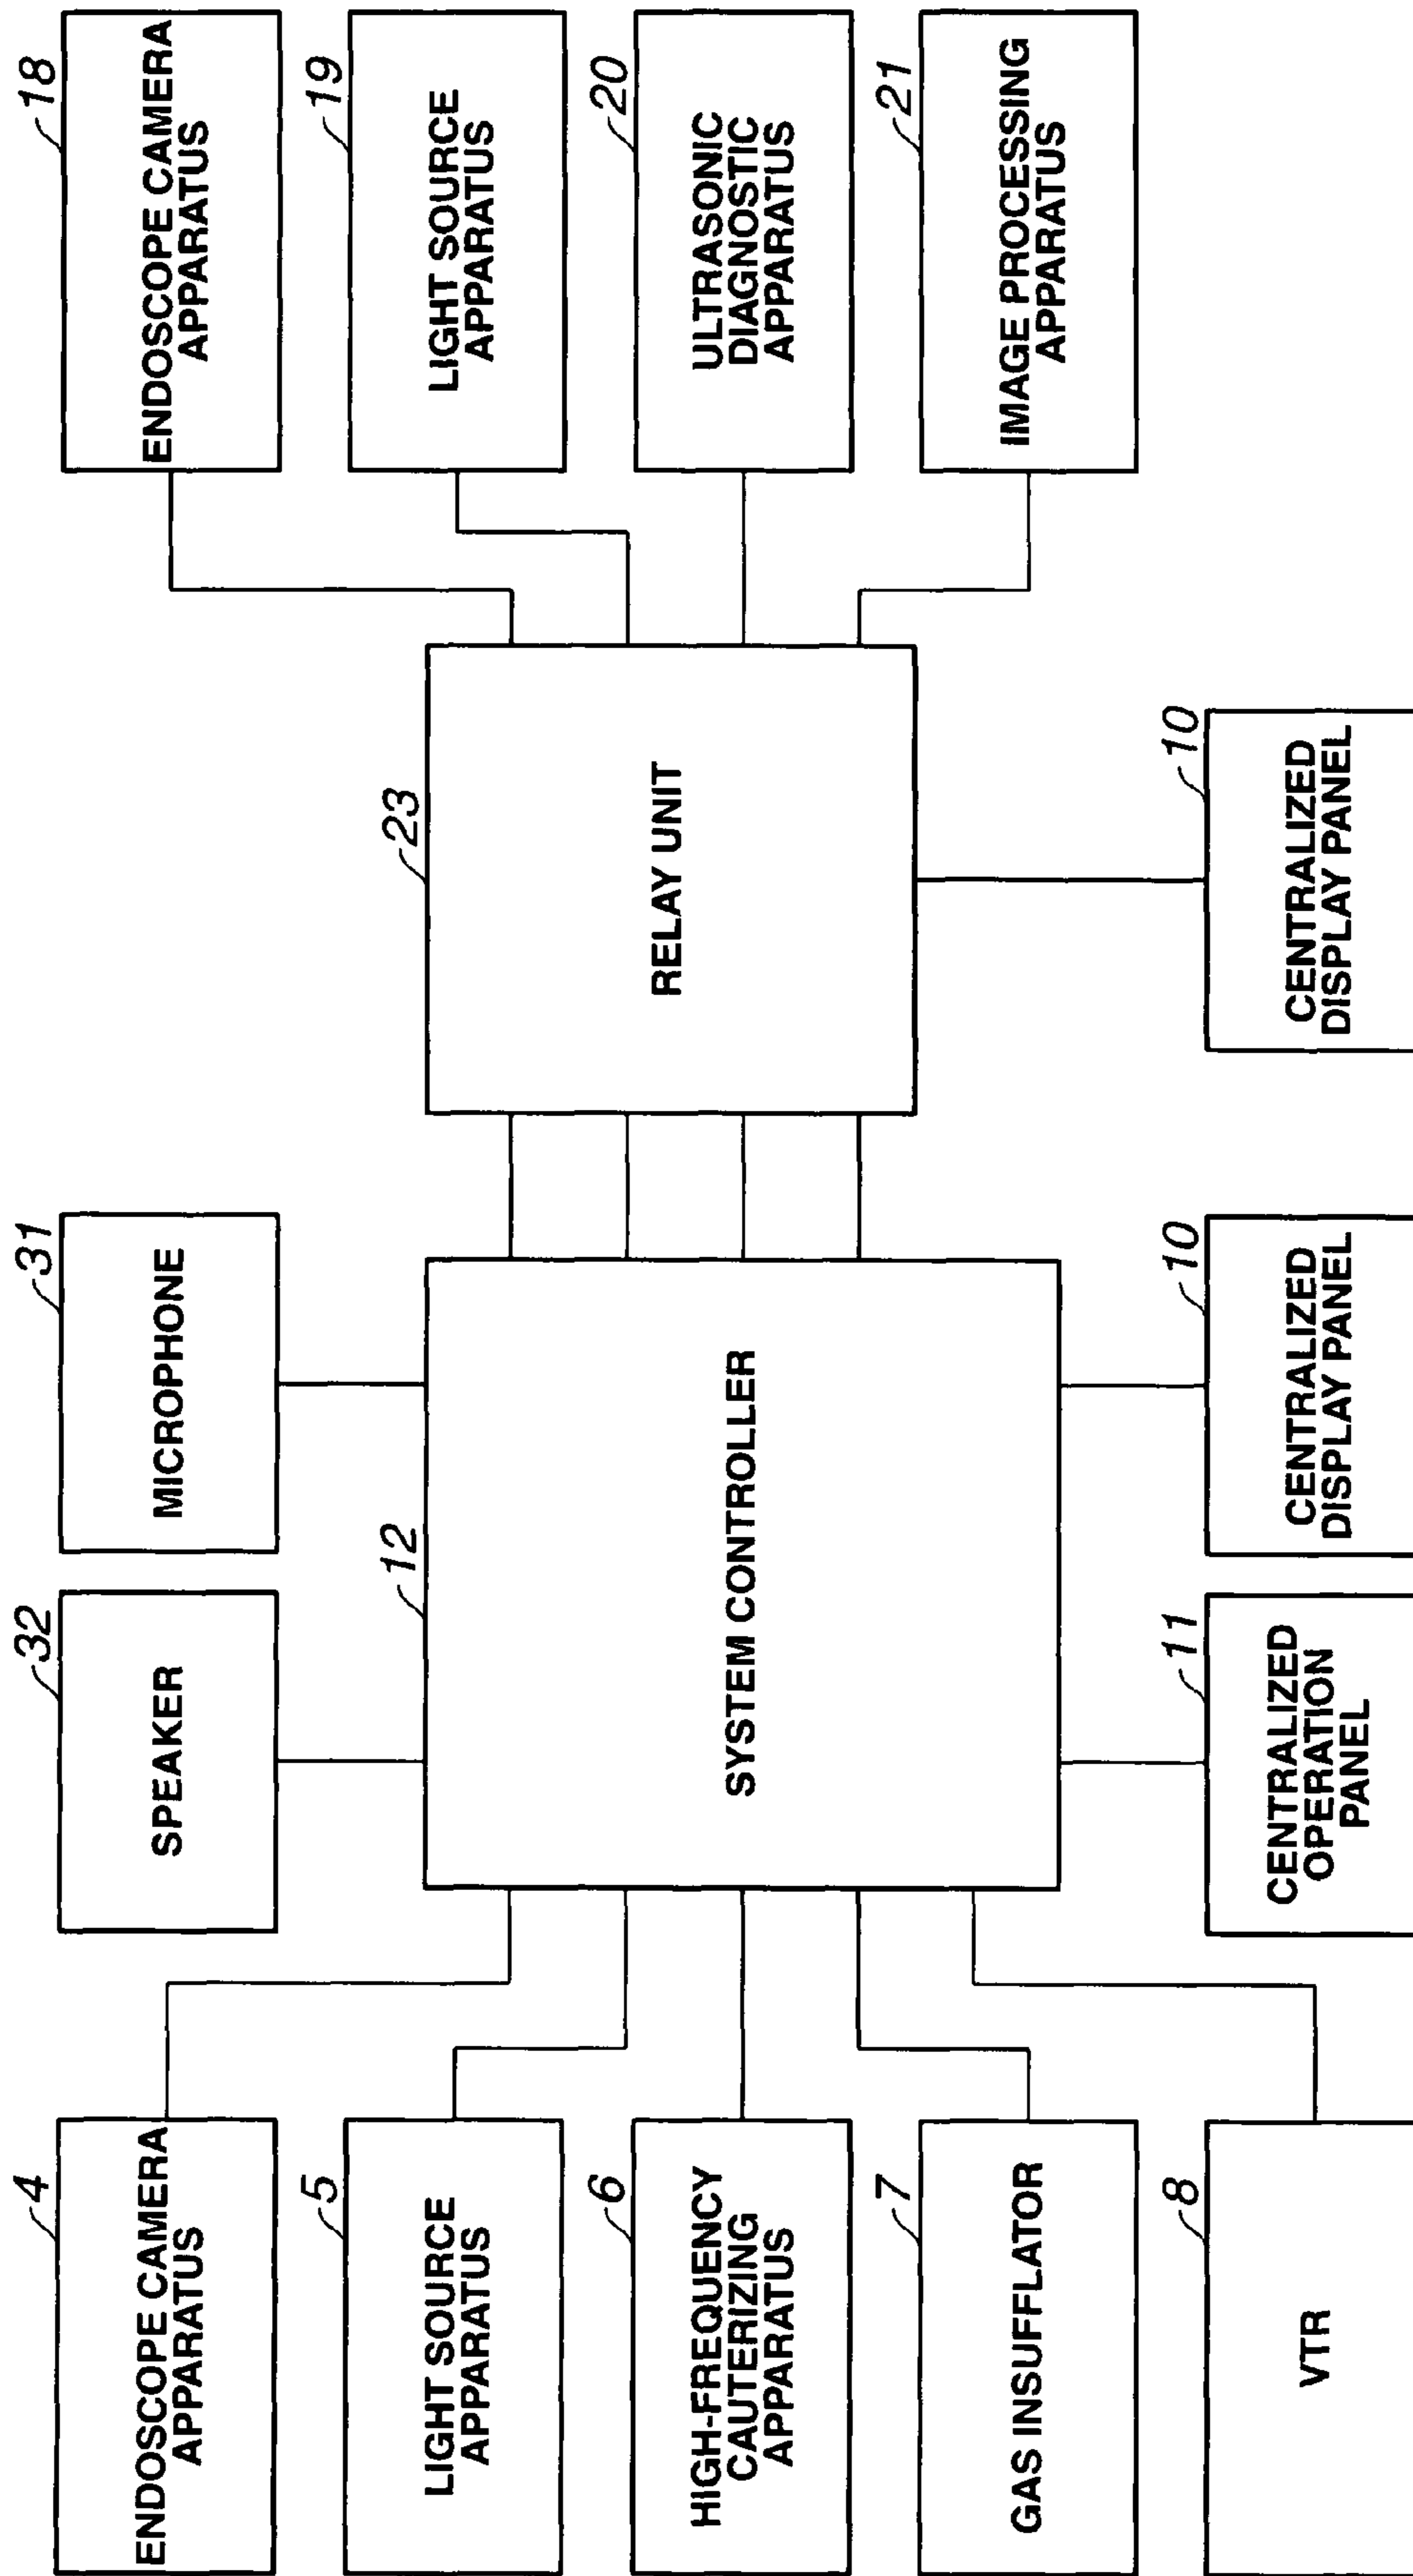 4
ENDOSCOPE CAMERA
APPARATUS
5
LIGHT SOURCE
APPARATUS
6
HIGH-FREQUENCY
CAUTERIZING
APPARATUS
7
GAS INSUFFLATOR
8
VTR
32
SPEAKER
31
MICROPHONE
12
SYSTEM CONTROLLER
11
CENTRALIZED
OPERATION
PANEL
10
CENTRALIZED
DISPLAY PANEL
23
RELAY UNIT
10
CENTRALIZED
DISPLAY PANEL
18
ENDOSCOPE CAMERA
APPARATUS
19
LIGHT SOURCE
APPARATUS
20
ULTRASONIC
DIAGNOSTIC
APPARATUS
21
IMAGE PROCESSING
APPARATUS